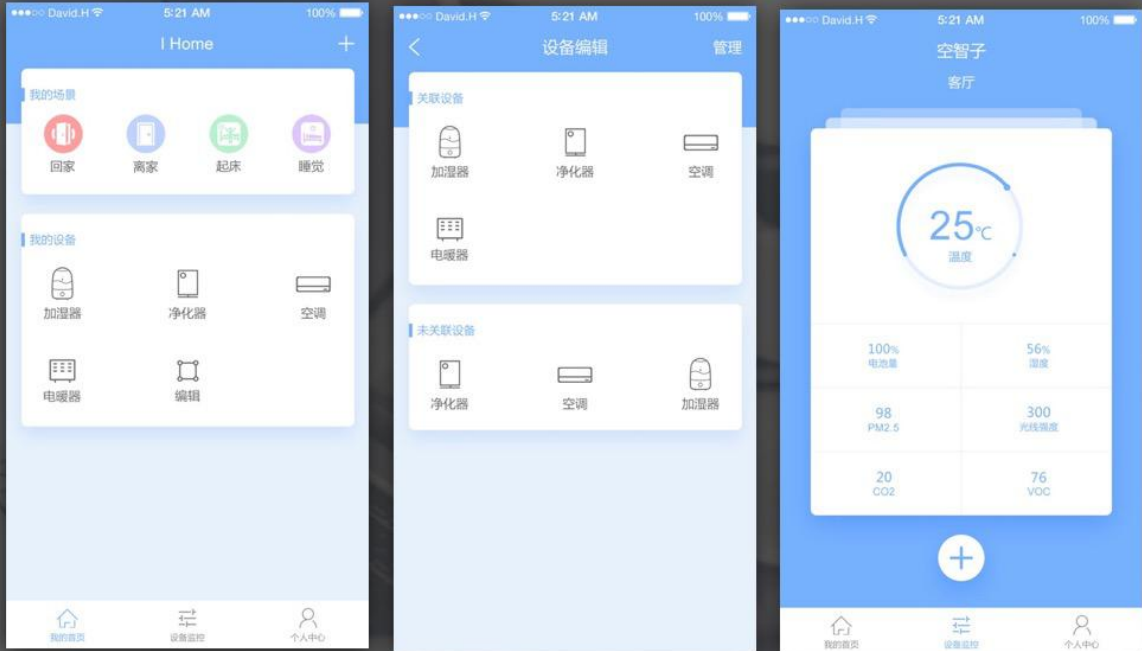 ●●●○○ David.H 5:21 AM 100%
I Home
我的场景
回家 离家 起床 睡觉
我的设备
加湿器 净化器 空调
电暖器 编辑
我的首页 设备监控 个人中心
●●●○○ David.H 5:21 AM 100%
设备编辑 管理
关联设备
加湿器 净化器 空调
电暖器
未关联设备
净化器 空调 加湿器
●●●○○ David.H 5:21 AM 100%
空智子
客厅
25℃
温度
100% 56%
电池量 湿度
98 300
PM2.5 光线强度
20 76
CO2 VOC
我的首页 设备监控 个人中心